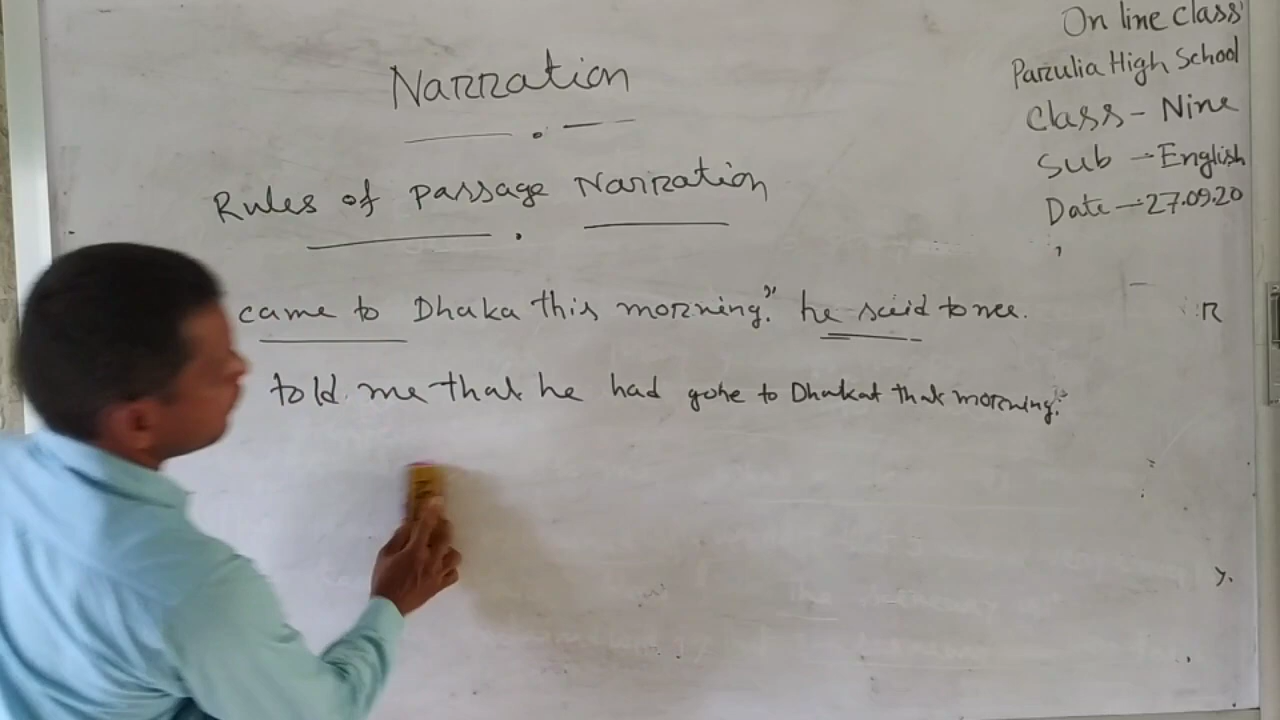 On line class
Parulia High School
Class - Nine
Sub - English
Date - 27.09.20
Narration
Rules of passage Narration
came to Dhaka this morning." he said to me.
told me that he had gone to Dhakat that morning."